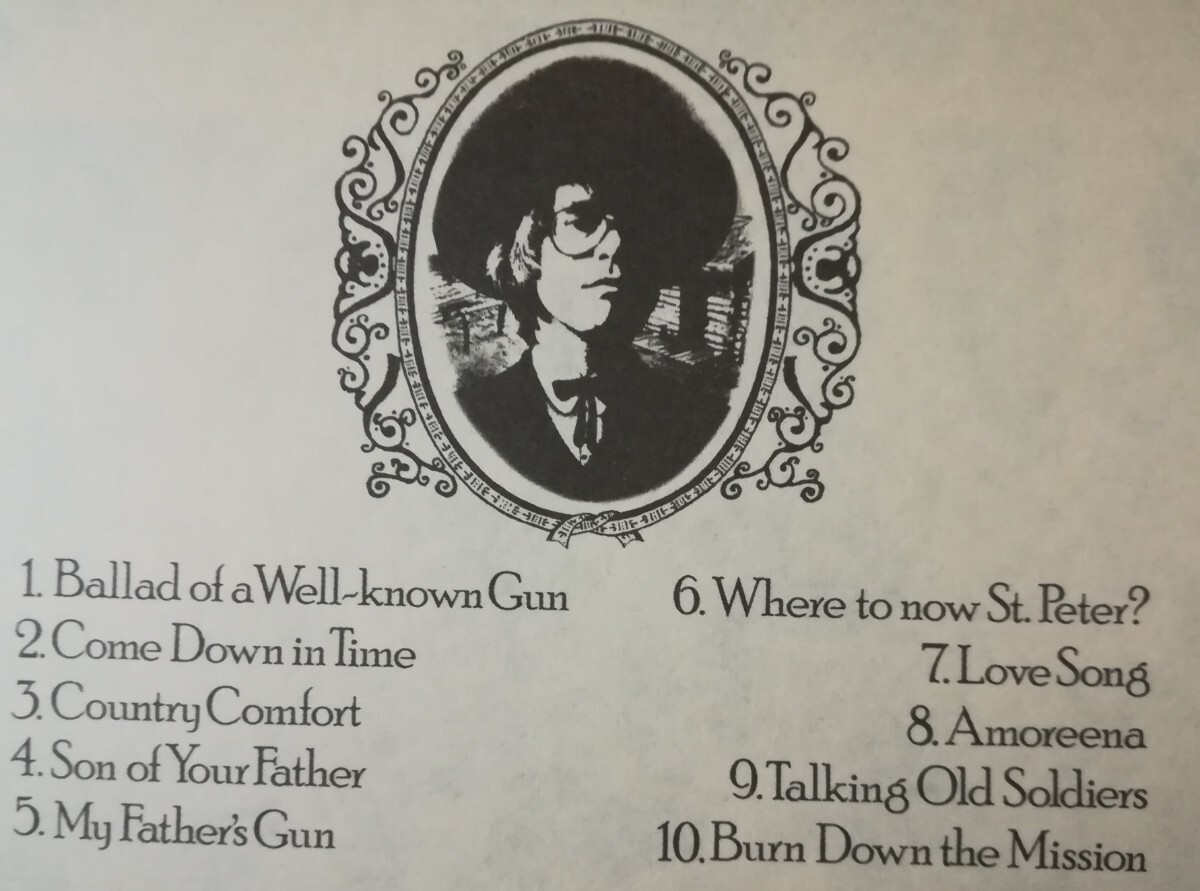 1. Ballad of a Well-known Gun
2. Come Down in Time
3. Country Comfort
4. Son of Your Father
5. My Father's Gun
6. Where to now St. Peter?
7. Love Song
8. Amoreena
9. Talking Old Soldiers
10. Burn Down the Mission